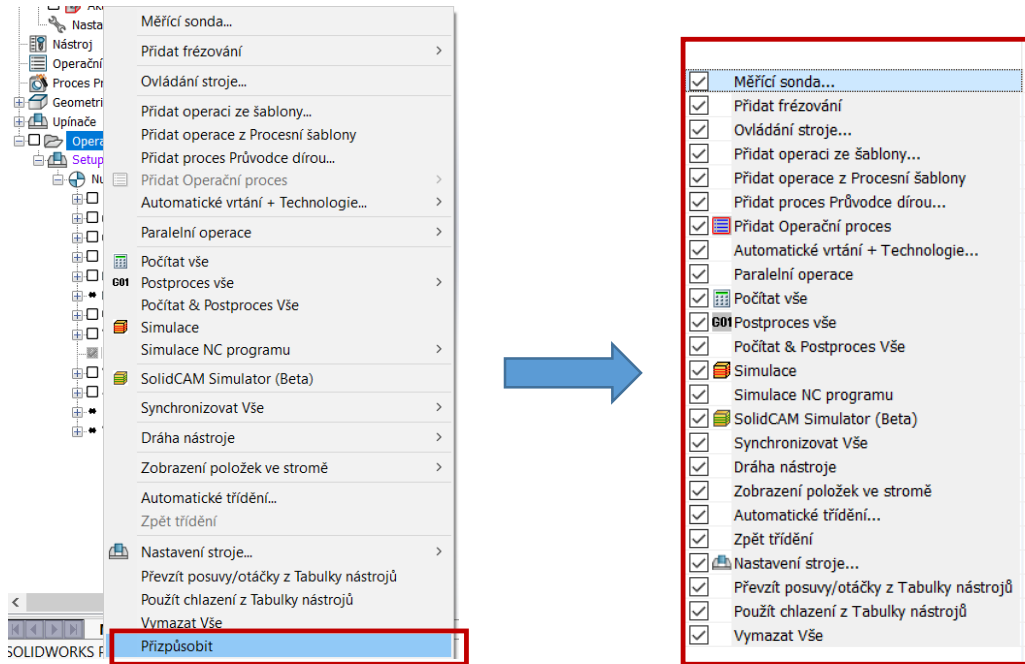 Nasta
Nástroj
Operační
Proces Pr
Geometri
Upínače
Opera
Setup
Nu
SOLIDWORKS P
Měřící sonda...
Přidat frézování
Ovládání stroje...
Přidat operaci ze šablony...
Přidat operace z Procesní šablony
Přidat proces Průvodce dírou...
Přidat Operační proces
Automatické vrtání + Technologie...
Paralelní operace
Počítat vše
G01 Postproces vše
Počítat & Postproces Vše
Simulace
Simulace NC programu
SolidCAM Simulator (Beta)
Synchronizovat Vše
Dráha nástroje
Zobrazení položek ve stromě
Automatické třídění...
Zpět třídění
Nastavení stroje...
Převzít posuvy/otáčky z Tabulky nástrojů
Použít chlazení z Tabulky nástrojů
Vymazat Vše
Přizpůsobit
Měřící sonda...
Přidat frézování
Ovládání stroje...
Přidat operaci ze šablony...
Přidat operace z Procesní šablony
Přidat proces Průvodce dírou...
Přidat Operační proces
Automatické vrtání + Technologie...
Paralelní operace
Počítat vše
G01 Postproces vše
Počítat & Postproces Vše
Simulace
Simulace NC programu
SolidCAM Simulator (Beta)
Synchronizovat Vše
Dráha nástroje
Zobrazení položek ve stromě
Automatické třídění...
Zpět třídění
Nastavení stroje...
Převzít posuvy/otáčky z Tabulky nástrojů
Použít chlazení z Tabulky nástrojů
Vymazat Vše